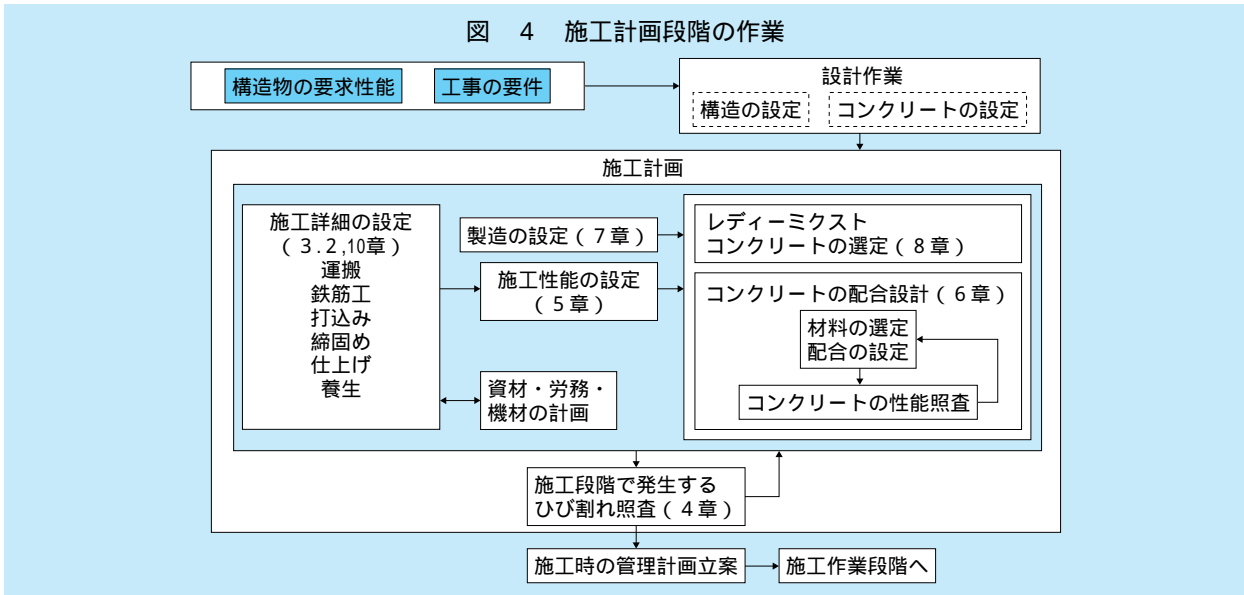 図 4 施工計画段階の作業
構造物の要求性能
工事の要件
設計作業
構造の設定
コンクリートの設定
施工計画
施工詳細の設定
(3.2,10章)
運搬
鉄筋工
打込み
締固め
仕上げ
養生
製造の設定(7章)
施工性能の設定
(5章)
資材・労務・
機材の計画
レディーミクスト
コンクリートの選定(8章)
コンクリートの配合設計(6章)
材料の選定
配合の設定
コンクリートの性能照査
施工段階で発生する
ひび割れ照査(4章)
施工時の管理計画立案
施工作業段階へ